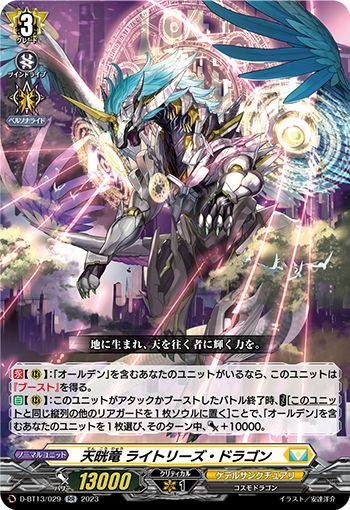 3
グレード
ツインドライブ
ペルソナライド
地に生まれ、天を往く者に輝く力を。
永【R】:「オールデン」を含むあなたのユニットがいるなら、このユニットは
『ブースト』を得る。
自【R】:このユニットがアタックかブーストしたバトル終了時、[このユニット
と同じ縦列の他のリアガードを1枚ソウルに置く]ことで、「オールデン」を
含むあなたのユニットを1枚選び、そのターン中、+10000。
ノーマルユニット
天晄竜 ライトリーズ・ドラゴン
パワー
13000
クリティカル
1
ケテルサンクチュアリ
コスモドラゴン
D-BT13/029 RR 2023
イラスト/安達洋介